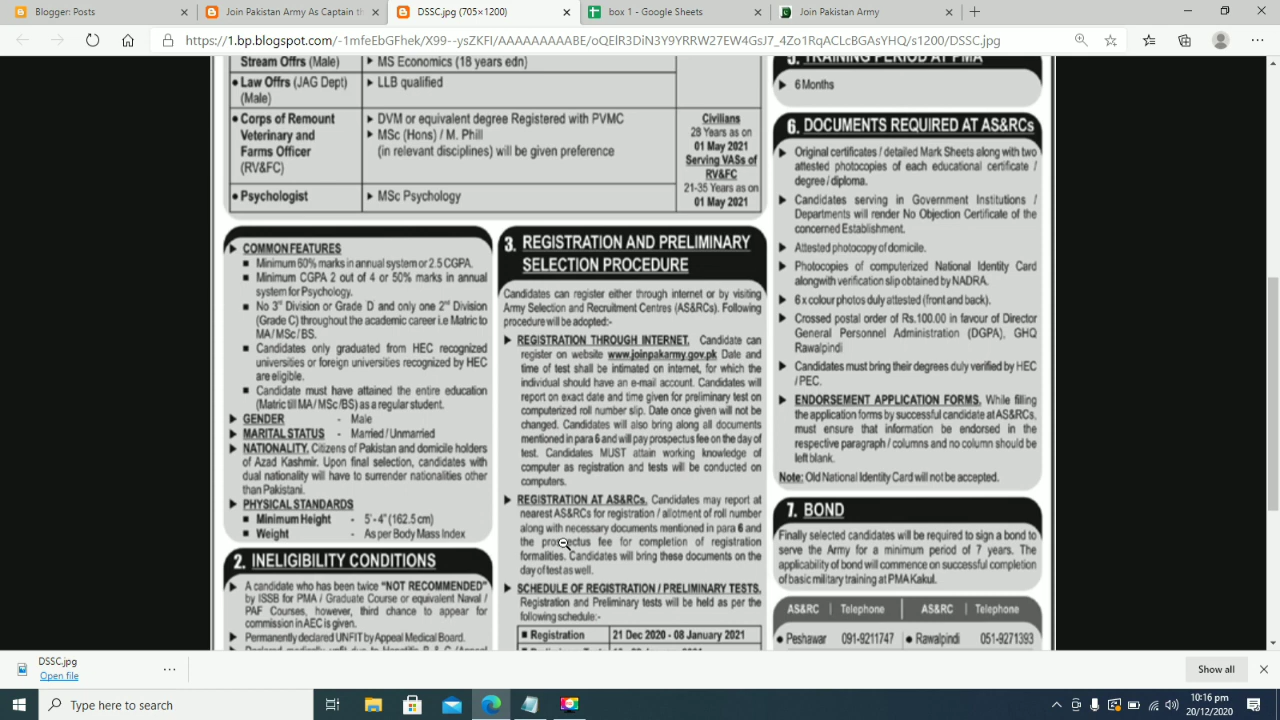 Blogger: Posts
Join Pakistan Army As Captain th
DSSC.jpg (705×1200)
box 1 - Google Sheets
Join Pakistan Army
https://1.bp.blogspot.com/-1mfeEbGFhek/X99--ysZKFI/AAAAAAAAABE/oQElR3DiN3Y9YRRW27EW4GsJ7_4Zo1RqACLcBGAsYHQ/s1200/DSSC.jpg
Stream Offrs (Male)
MS Economics (18 years edn)
Law Offrs (JAG Dept)
(Male)
LLB qualified
Corps of Remount
Veterinary and
Farms Officer
(RV&FC)
DVM or equivalent degree Registered with PVMC
MSc (Hons) / M. Phill
(in relevant disciplines) will be given preference
Civilians
28 Years as on
01 May 2021
Serving VASs of
RV&FC
21-35 Years as on
01 May 2021
Psychologist
MSc Psychology
COMMON FEATURES
Minimum 60% marks in annual system or 2.5 CGPA.
Minimum CGPA 2 out of 4 or 50% marks in annual
system for Psychology.
No 3rd Division or Grade D and only one 2nd Division
(Grade C) throughout the academic career i.e Matric to
MA/MSc/BS.
Candidates only graduated from HEC recognized
universities or foreign universities recognized by HEC
are eligible.
Candidate must have attained the entire education
(Matric till MA/MSc/BS) as a regular student.
GENDER - Male
MARITAL STATUS - Married / Unmarried
NATIONALITY. Citizens of Pakistan and domicile holders
of Azad Kashmir. Upon final selection, candidates with
dual nationality will have to surrender nationalities other
than Pakistani.
PHYSICAL STANDARDS
Minimum Height - 5'-4" (162.5 cm)
Weight - As per Body Mass Index
2. INELIGIBILITY CONDITIONS
A candidate who has been twice "NOT RECOMMENDED"
by ISSB for PMA / Graduate Course or equivalent Naval /
PAF Courses, however, third chance to appear for
commission in AEC is given.
Permanently declared UNFIT by Appeal Medical Board.
3. REGISTRATION AND PRELIMINARY
SELECTION PROCEDURE
Candidates can register either through internet or by visiting
Army Selection and Recruitment Centres (AS&RCs). Following
procedure will be adopted:-
REGISTRATION THROUGH INTERNET. Candidate can
register on website www.joinpakarmy.gov.pk Date and
time of test shall be intimated on internet, for which the
individual should have an e-mail account. Candidates will
report on exact date and time given for preliminary test on
computerized roll number slip. Date once given will not be
changed. Candidates will also bring along all documents
mentioned in para 6 and will pay prospectus fee on the day of
test. Candidates MUST attain working knowledge of
computer as registration and tests will be conducted on
computers.
REGISTRATION AT AS&RCs. Candidates may report at
nearest AS&RCs for registration / allotment of roll number
along with necessary documents mentioned in para 6 and
the prospectus fee for completion of registration
formalities. Candidates will bring these documents on the
day of test as well.
SCHEDULE OF REGISTRATION / PRELIMINARY TESTS.
Registration and Preliminary tests will be held as per the
following schedule:-
Registration
21 Dec 2020 - 08 January 2021
5. TRAINING PERIOD AT PMA
6 Months
6. DOCUMENTS REQUIRED AT AS&RCs
Original certificates / detailed Mark Sheets along with two
attested photocopies of each educational certificate /
degree / diploma.
Candidates serving in Government Institutions /
Departments will render No Objection Certificate of the
concerned Establishment.
Attested photocopy of domicile.
Photocopies of computerized National Identity Card
alongwith verification slip obtained by NADRA.
6 x colour photos duly attested (front and back).
Crossed postal order of Rs.100.00 in favour of Director
General Personnel Administration (DGPA), GHQ
Rawalpindi
Candidates must bring their degrees duly verified by HEC
/ PEC.
ENDORSEMENT APPLICATION FORMS. While filling
the application forms by successful candidate at AS&RCs,
must ensure that information be endorsed in the
respective paragraph / columns and no column should be
left blank.
Note: Old National Identity Card will not be accepted.
7. BOND
Finally selected candidates will be required to sign a bond to
serve the Army for a minimum period of 7 years. The
applicability of bond will commence on successful completion
of basic military training at PMA Kakul.
AS&RC Telephone AS&RC Telephone
Peshawar 091-9211747 Rawalpindi 051-9271393
DSSC.jpg
Open file
Show all
Type here to search
10:16 pm
20/12/2020